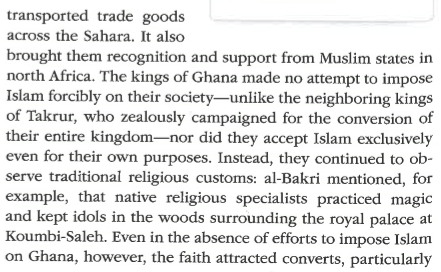 transported trade goods
across the Sahara. It also
brought them recognition and support from Muslim states in
north Africa. The kings of Ghana made no attempt to impose
Islam forcibly on their society—unlike the neighboring kings
of Takrur, who zealously campaigned for the conversion of
their entire kingdom—nor did they accept Islam exclusively
even for their own purposes. Instead, they continued to ob-
serve traditional religious customs: al-Bakri mentioned, for
example, that native religious specialists practiced magic
and kept idols in the woods surrounding the royal palace at
Koumbi-Saleh. Even in the absence of efforts to impose Islam
on Ghana, however, the faith attracted converts, particularly